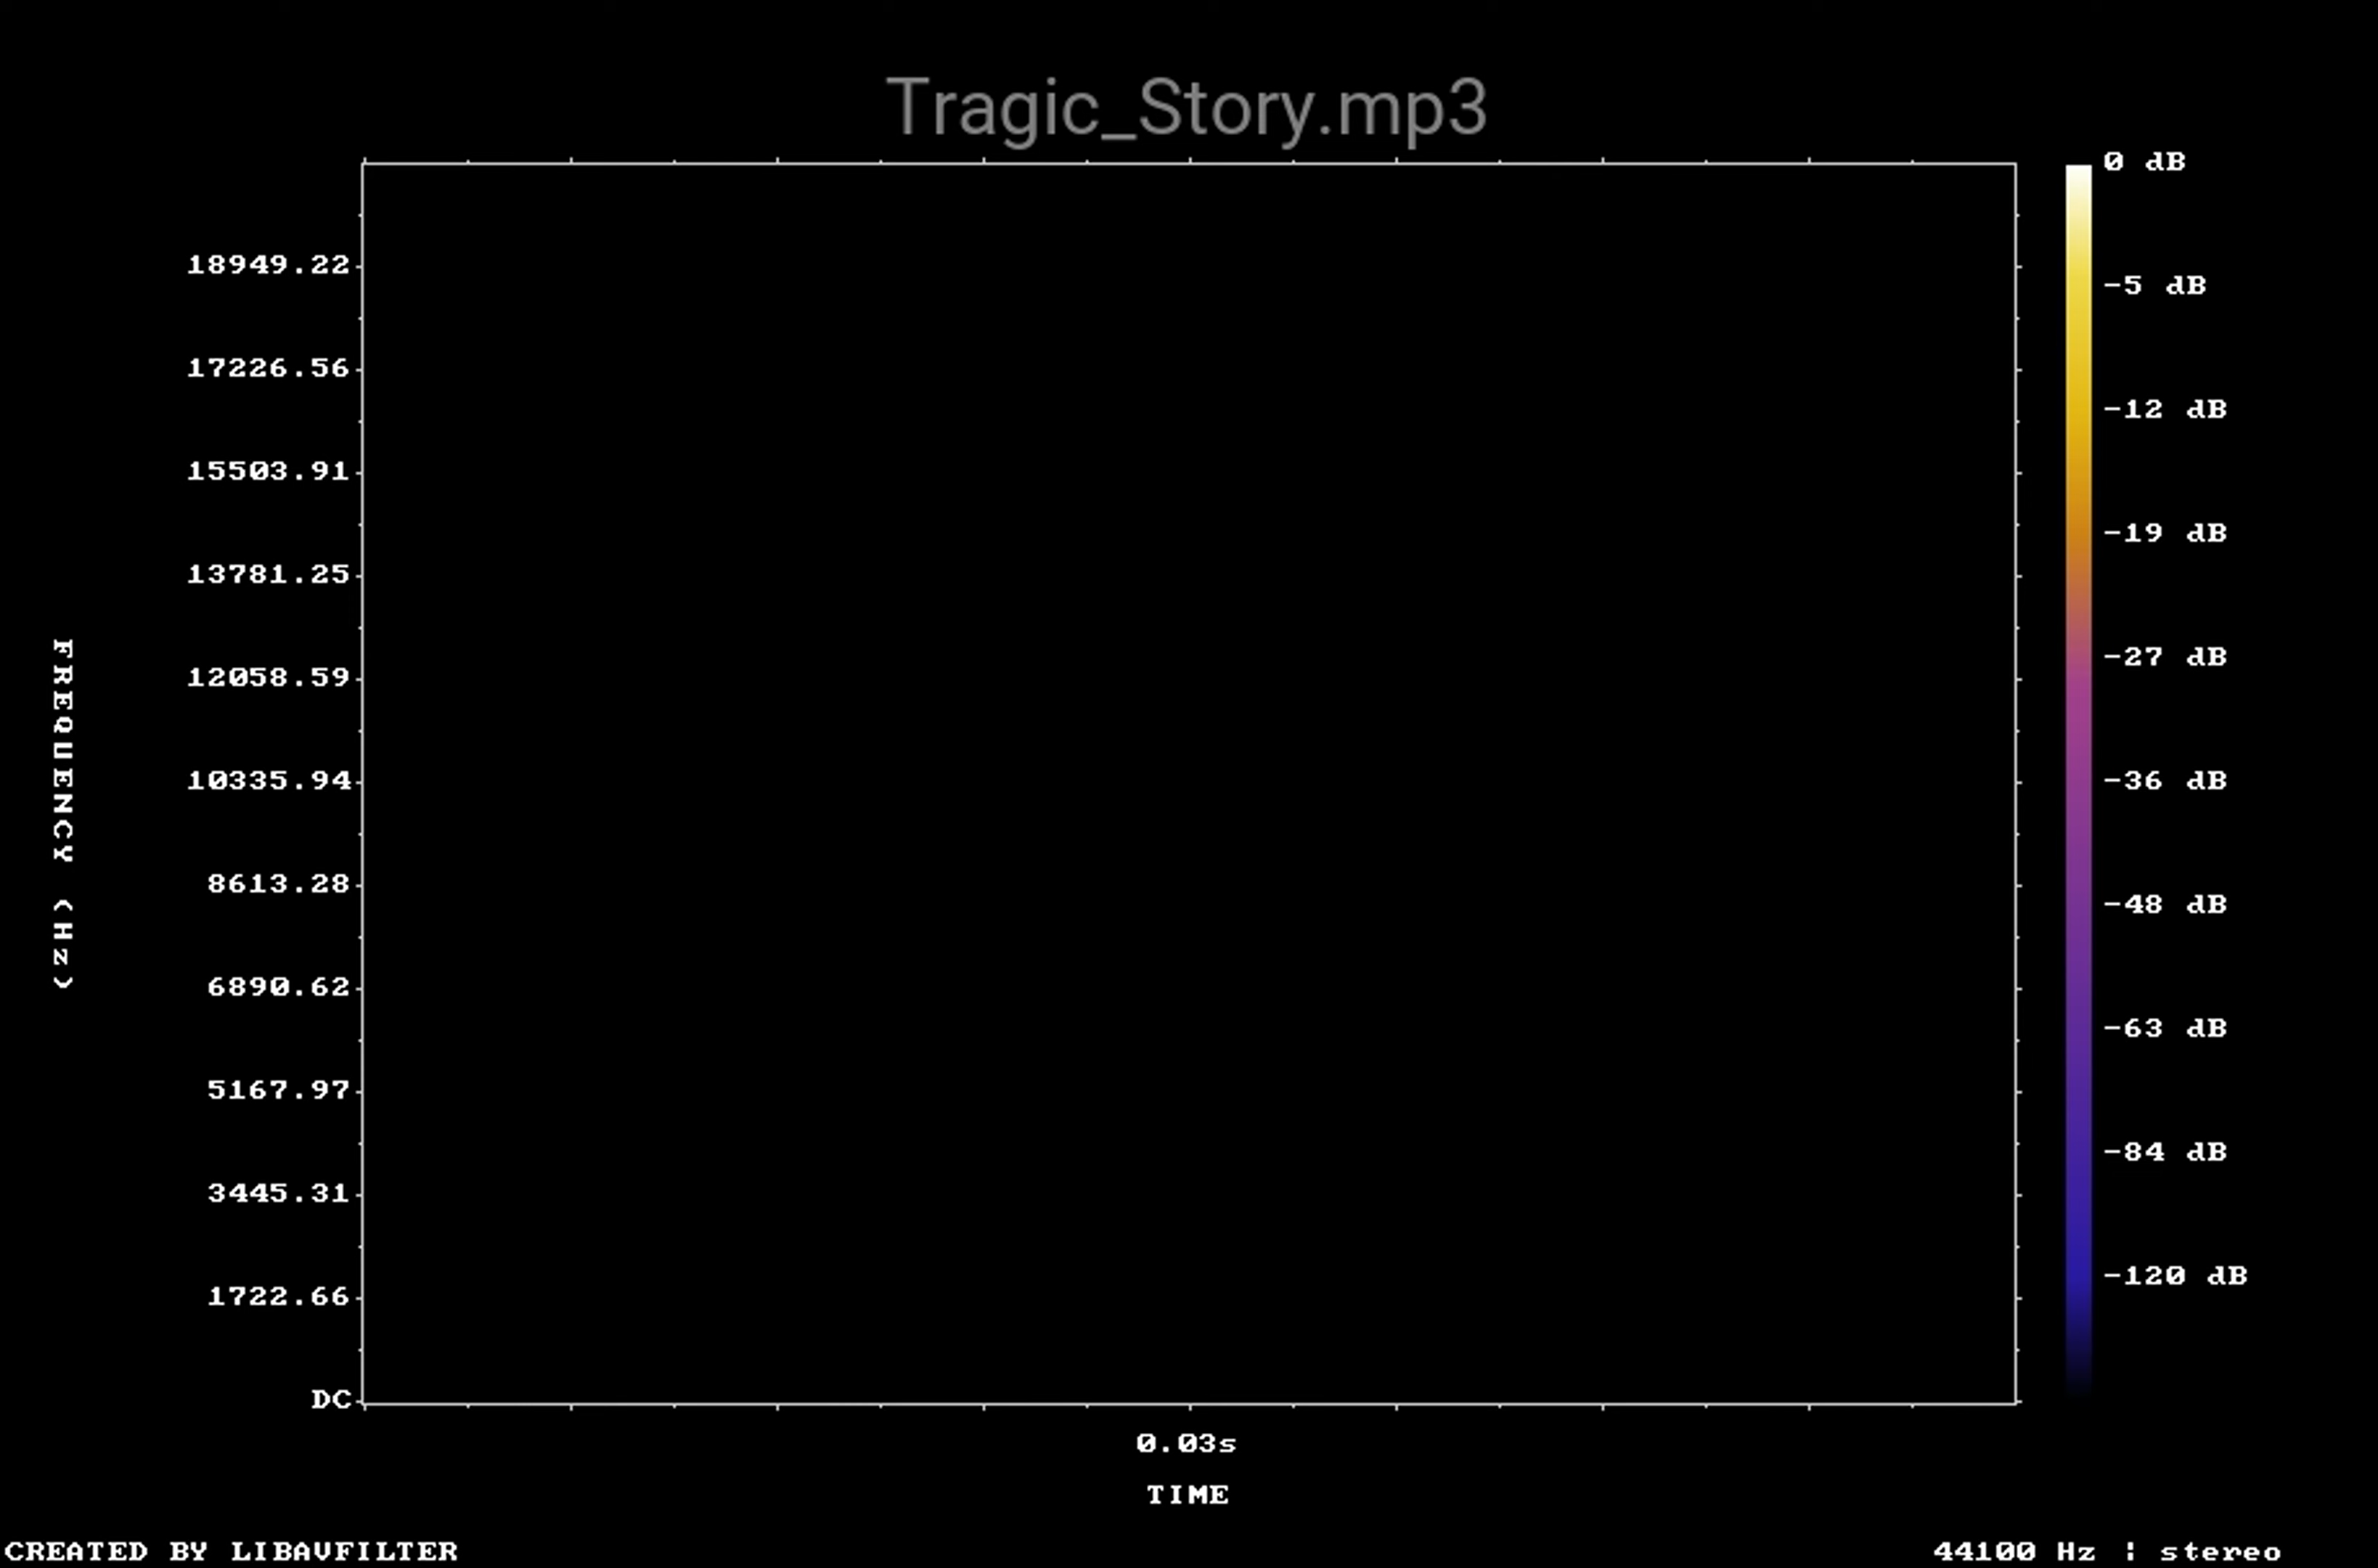 Tragic_Story.mp3
0 dB
-5 dB
-12 dB
-19 dB
-27 dB
-36 dB
-48 dB
-63 dB
-84 dB
-120 dB
18949.22
17226.56
15503.91
13781.25
12058.59
10335.94
8613.28
6890.62
5167.97
3445.31
1722.66
DC
FREQUENCY (Hz)
0.03s
TIME
CREATED BY LIBAVFILTER
44100 Hz | stereo